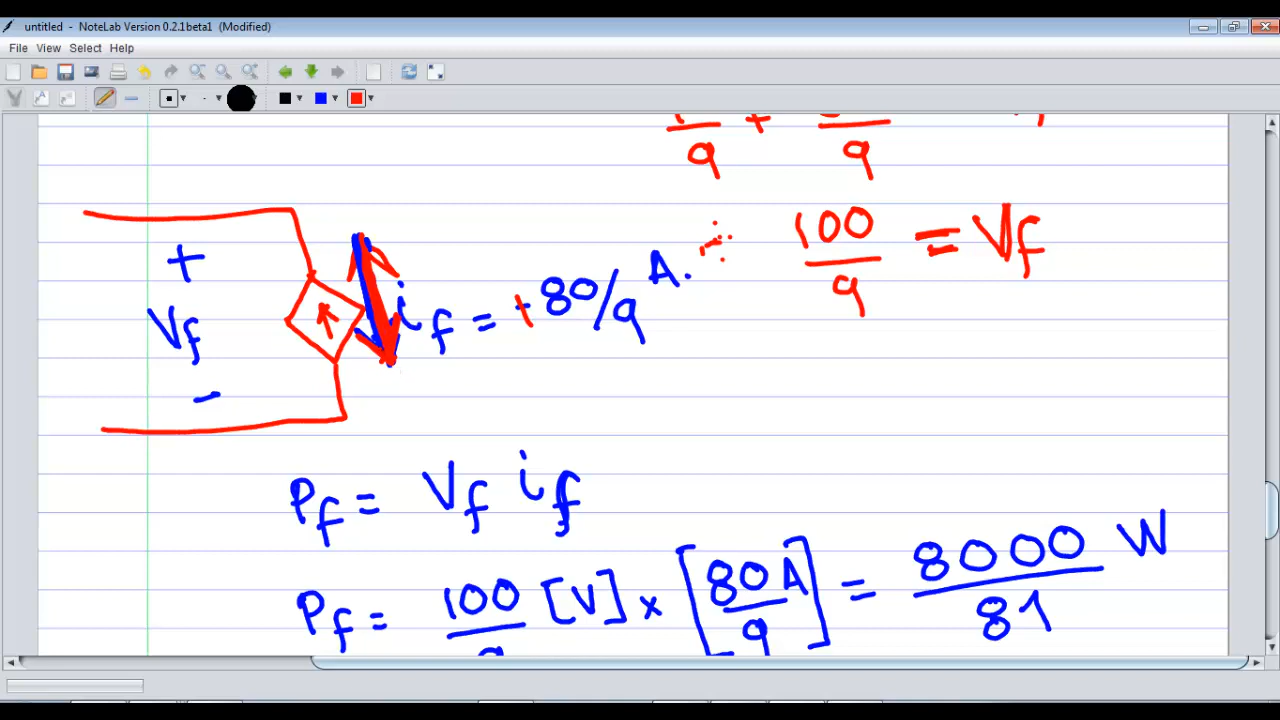 untitled - NoteLab Version 0.2.1beta1 (Modified)
File View Select Help
9 + 9
∴ 100/9 = Vf
+
Vf
-
if = +80/9 A.
Pf = Vf if
Pf = 100/9 [V] x [80A/9] = 8000/81 W